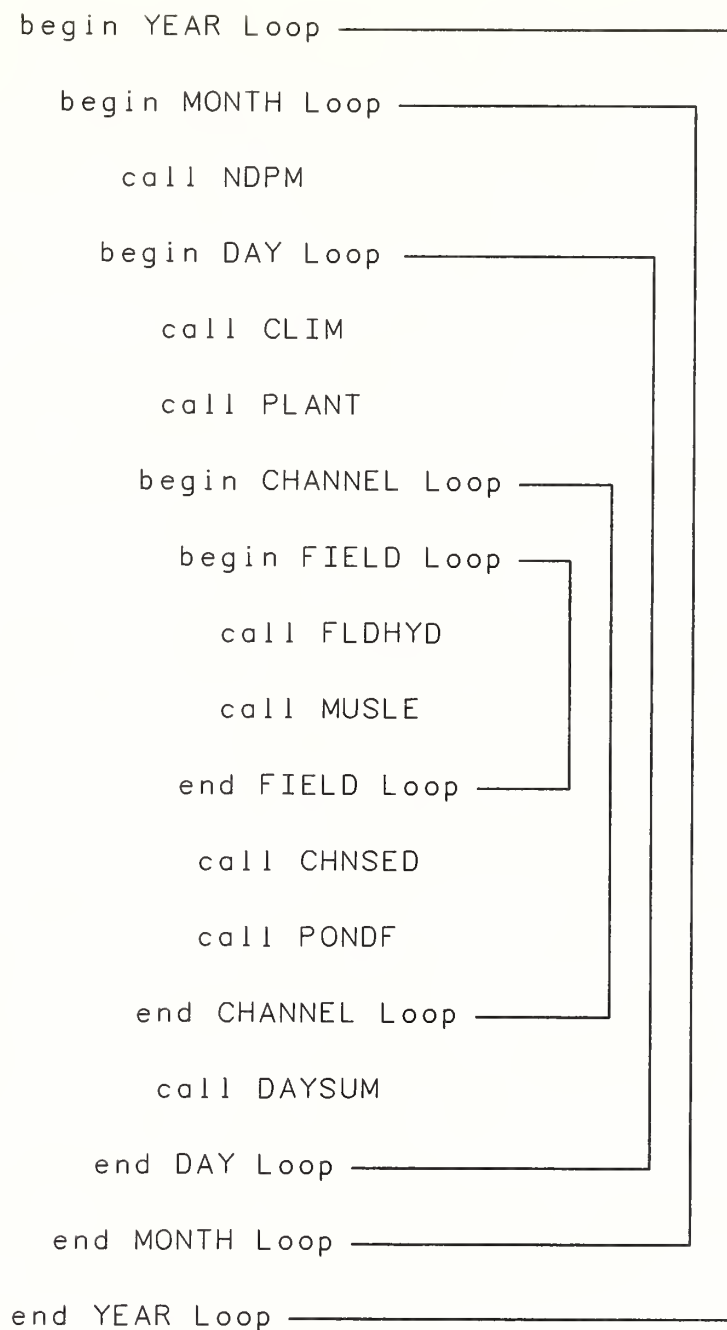 begin YEAR Loop
begin MONTH Loop
call NDPM
begin DAY Loop
call CLIM
call PLANT
begin CHANNEL Loop
begin FIELD Loop
call FLDHYD
call MUSLE
end FIELD Loop
call CHNSED
call PONDF
end CHANNEL Loop
call DAYSUM
end DAY Loop
end MONTH Loop
end YEAR Loop